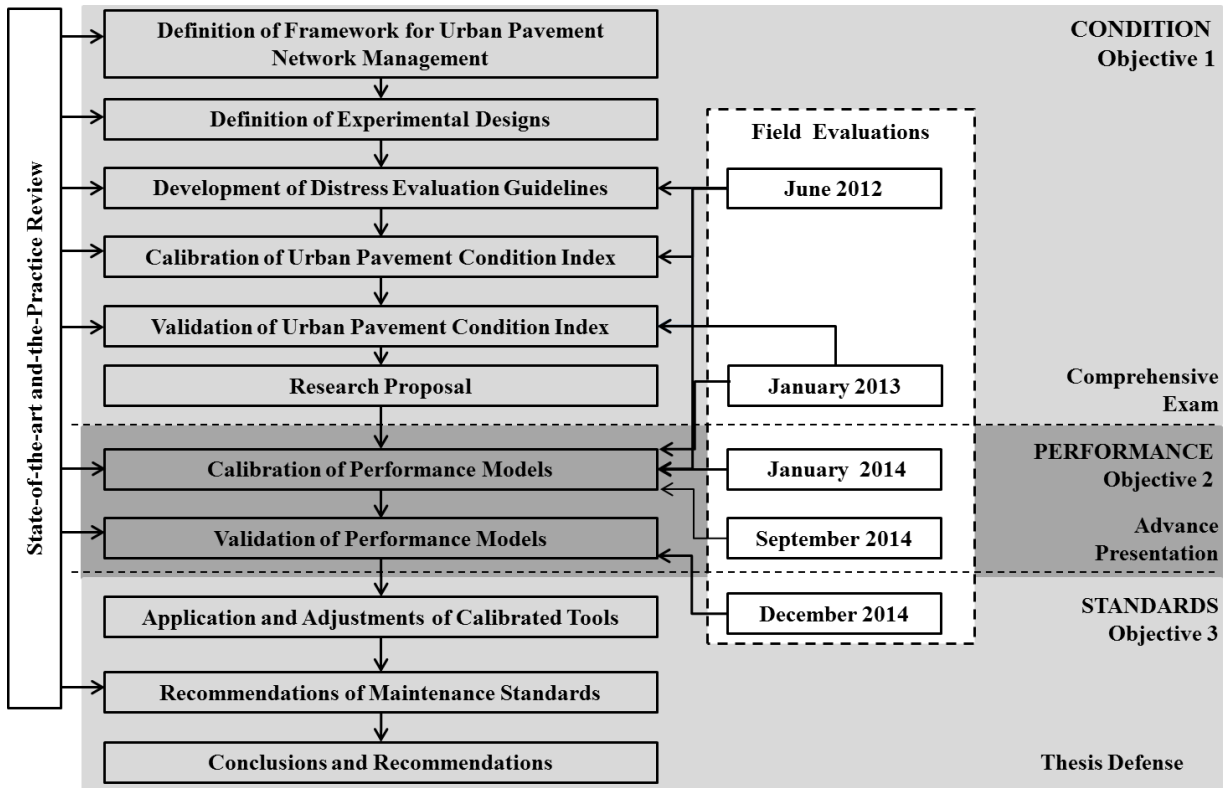 State-of-the-art and-the-Practice Review
Definition of Framework for Urban Pavement
Network Management
Definition of Experimental Designs
Development of Distress Evaluation Guidelines
Calibration of Urban Pavement Condition Index
Validation of Urban Pavement Condition Index
Research Proposal
Calibration of Performance Models
Validation of Performance Models
Application and Adjustments of Calibrated Tools
Recommendations of Maintenance Standards
Conclusions and Recommendations
Field Evaluations
June 2012
January 2013
January 2014
September 2014
December 2014
CONDITION
Objective 1
Comprehensive
Exam
PERFORMANCE
Objective 2
Advance
Presentation
STANDARDS
Objective 3
Thesis Defense